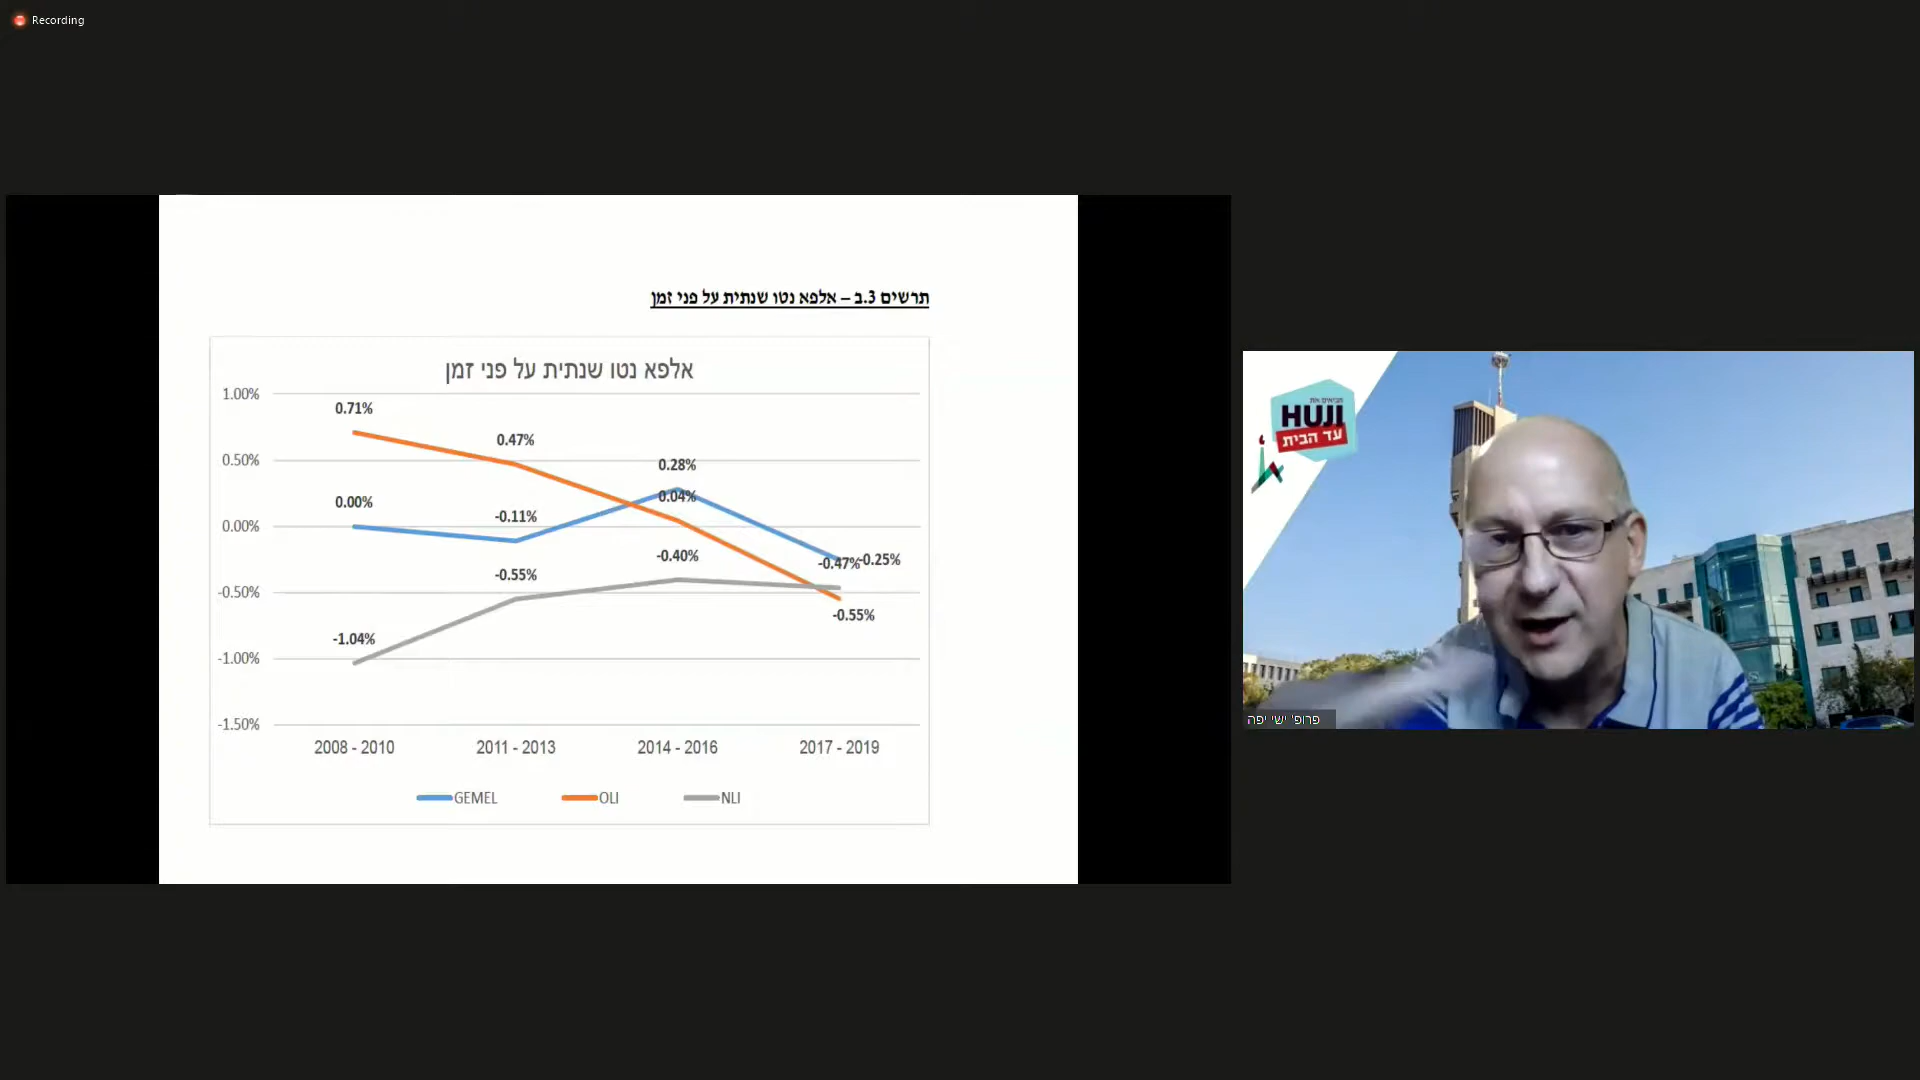 Recording
תרשים 3.ב – אלפא נטו שנתית על פני זמן
אלפא נטו שנתית על פני זמן
1.00%
0.50%
0.00%
-0.50%
-1.00%
-1.50%
0.71%
0.47%
0.28%
0.04%
0.00%
-0.11%
-0.40%
-0.47%
-0.25%
-0.55%
-0.55%
-1.04%
2008 - 2010
2011 - 2013
2014 - 2016
2017 - 2019
GEMEL
OLI
NLI
מביאים את
HUJI
עד הבית
פרופ' ישי יפה